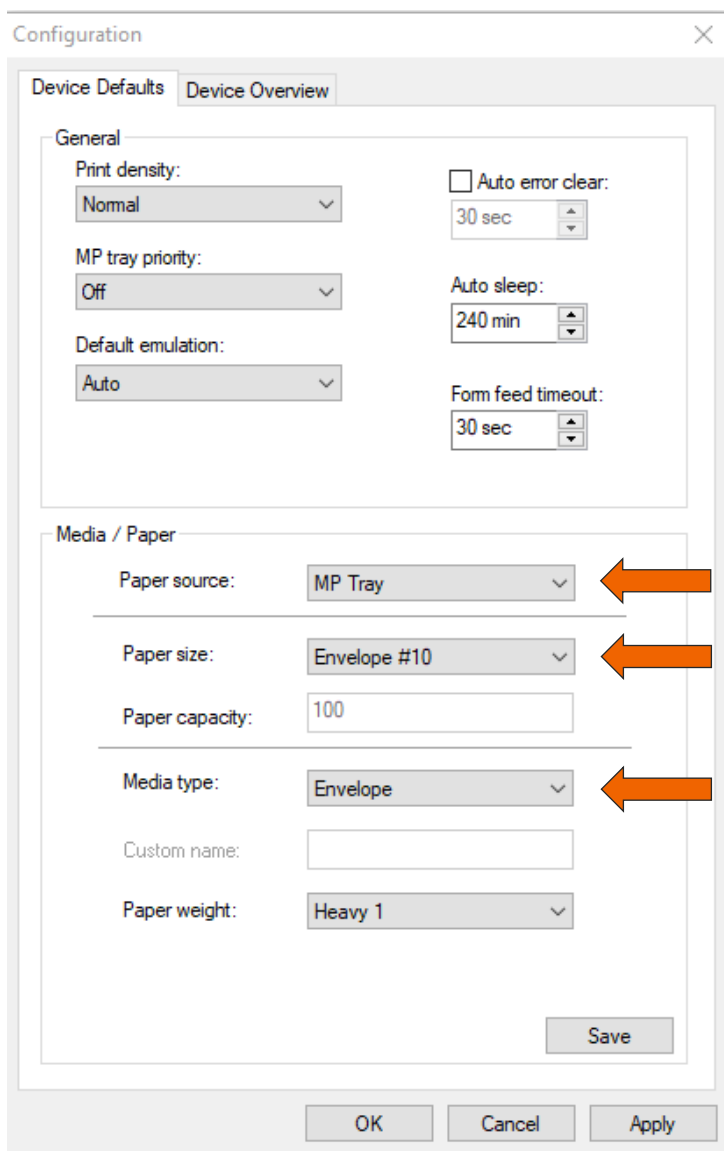 Configuration
Device Defaults Device Overview
General
Print density:
Normal
Auto error clear:
30 sec
MP tray priority:
Off
Auto sleep:
240 min
Default emulation:
Auto
Form feed timeout:
30 sec
Media / Paper
Paper source: MP Tray
Paper size: Envelope #10
Paper capacity: 100
Media type: Envelope
Custom name:
Paper weight: Heavy 1
Save
OK Cancel Apply